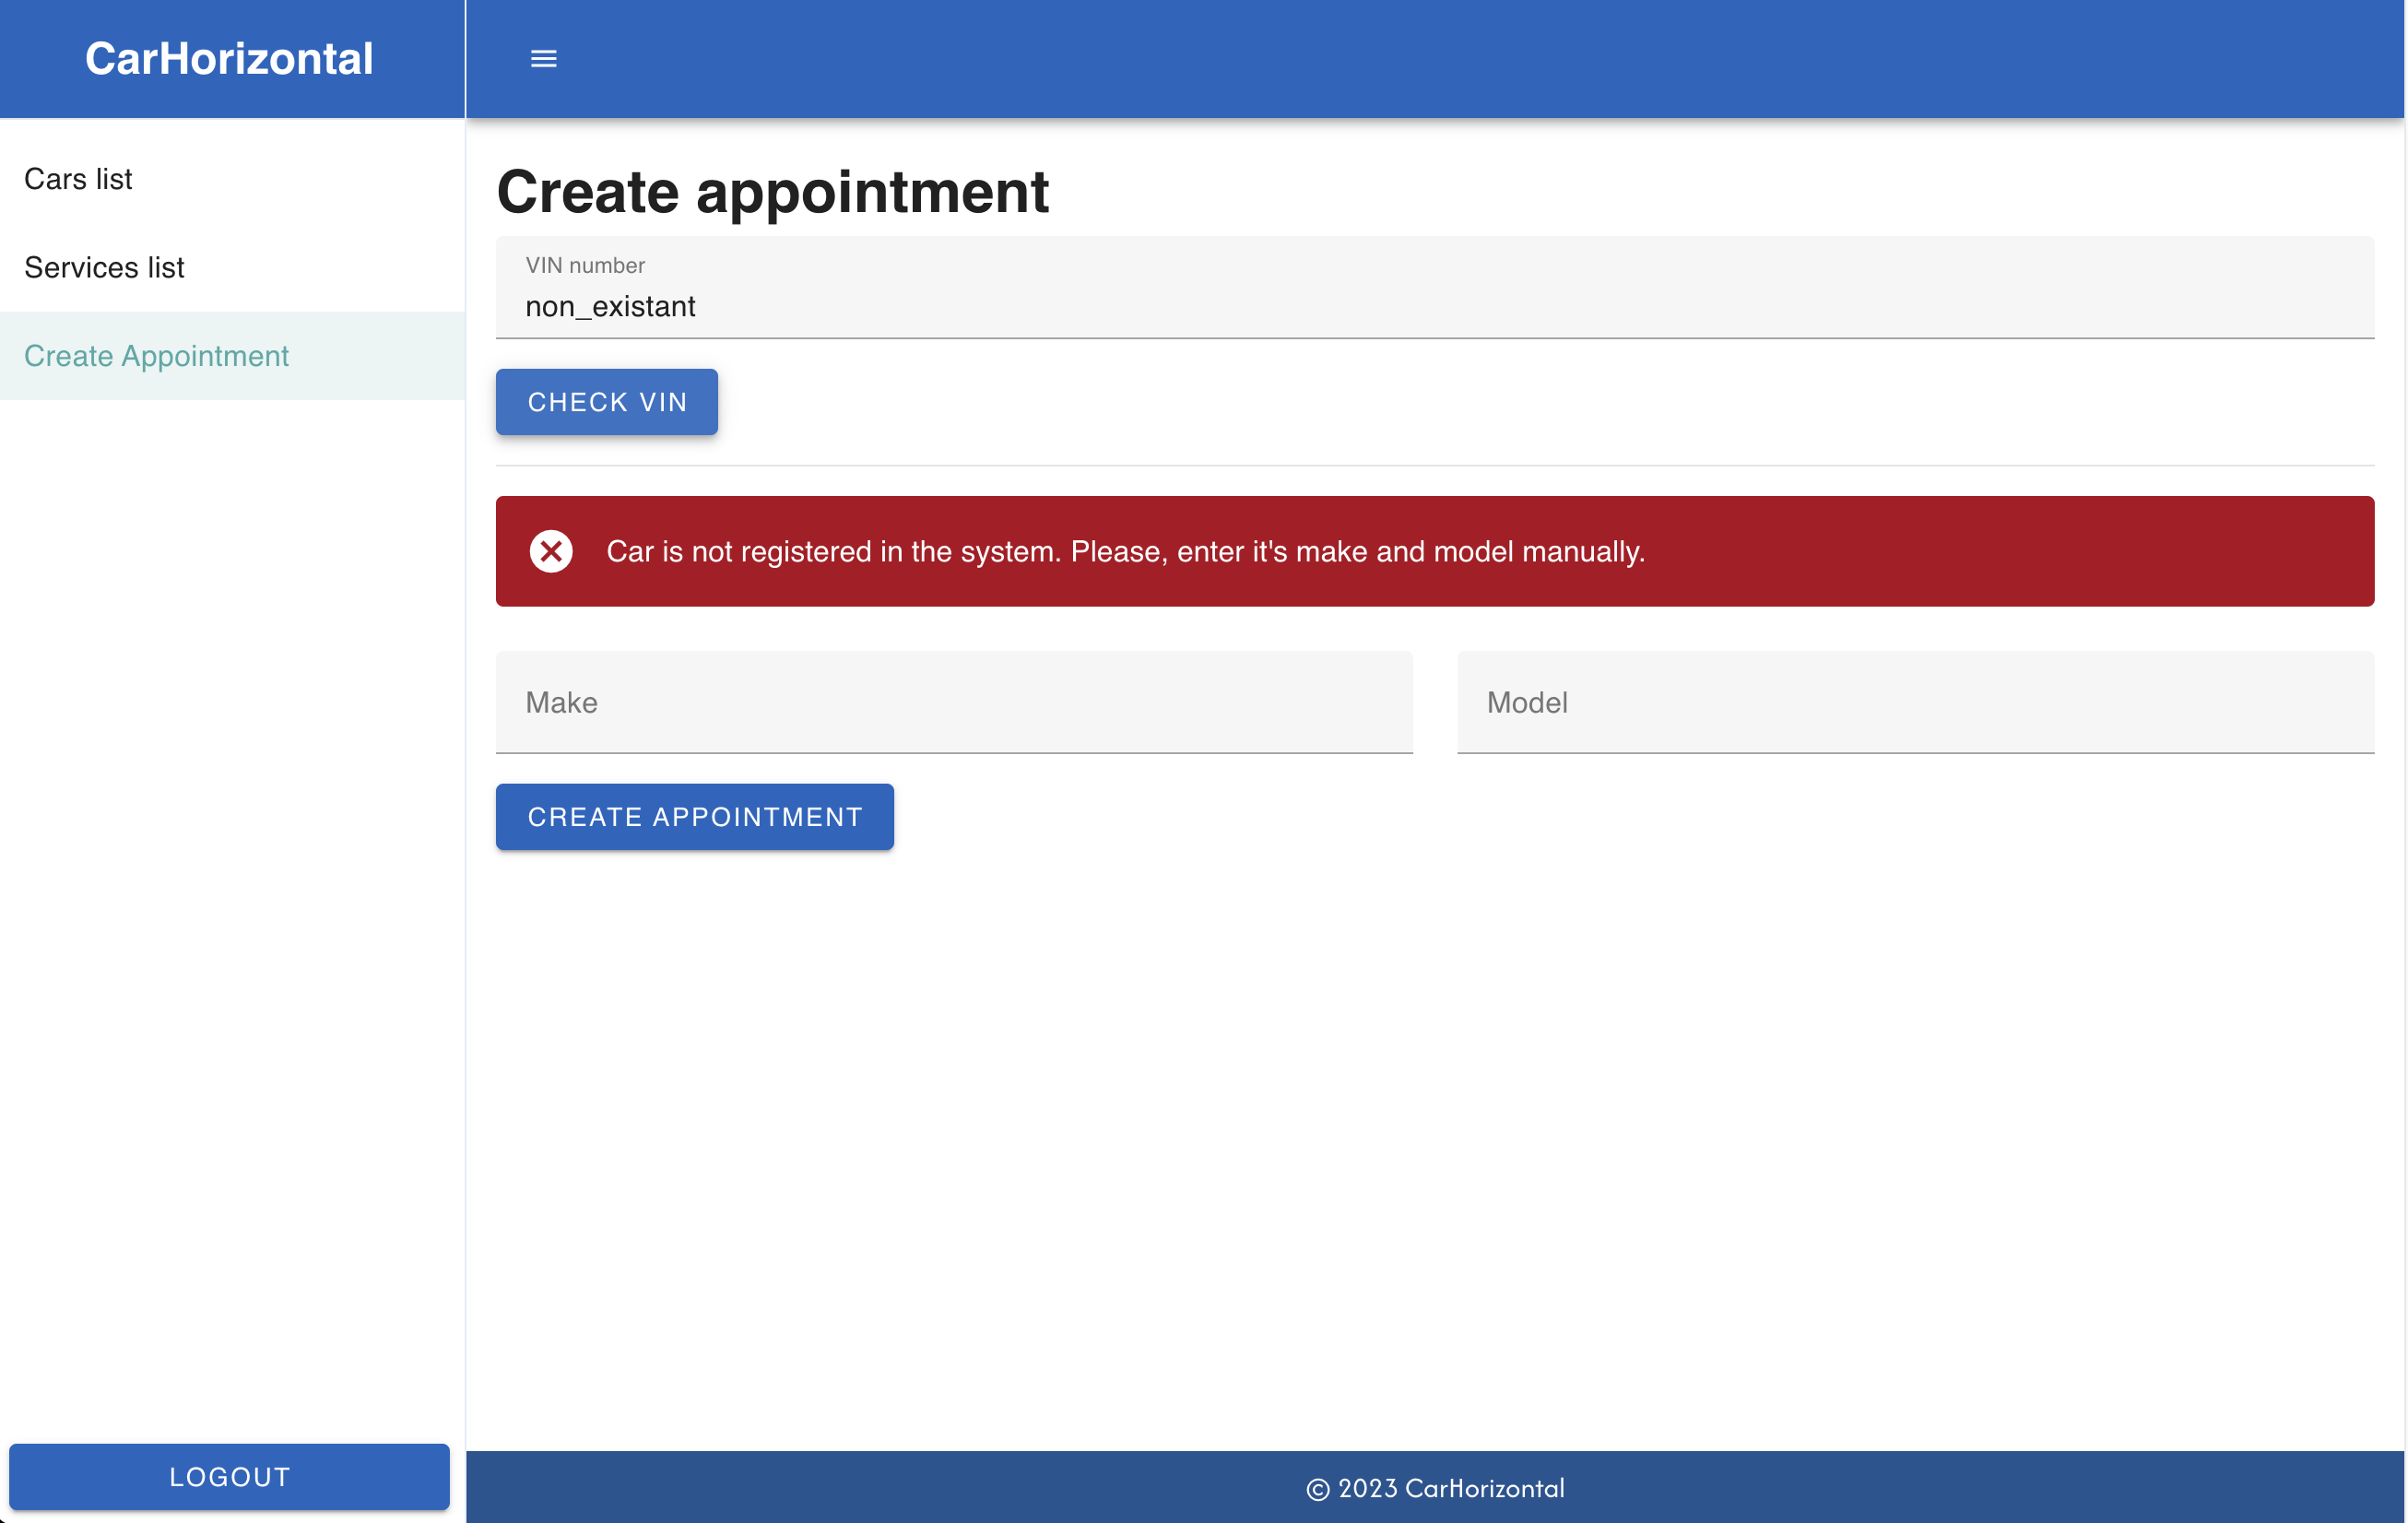 CarHorizontal
Cars list
Services list
Create Appointment
LOGOUT
Create appointment
VIN number
non_existant
CHECK VIN
Car is not registered in the system. Please, enter it's make and model manually.
Make
Model
CREATE APPOINTMENT
© 2023 CarHorizontal